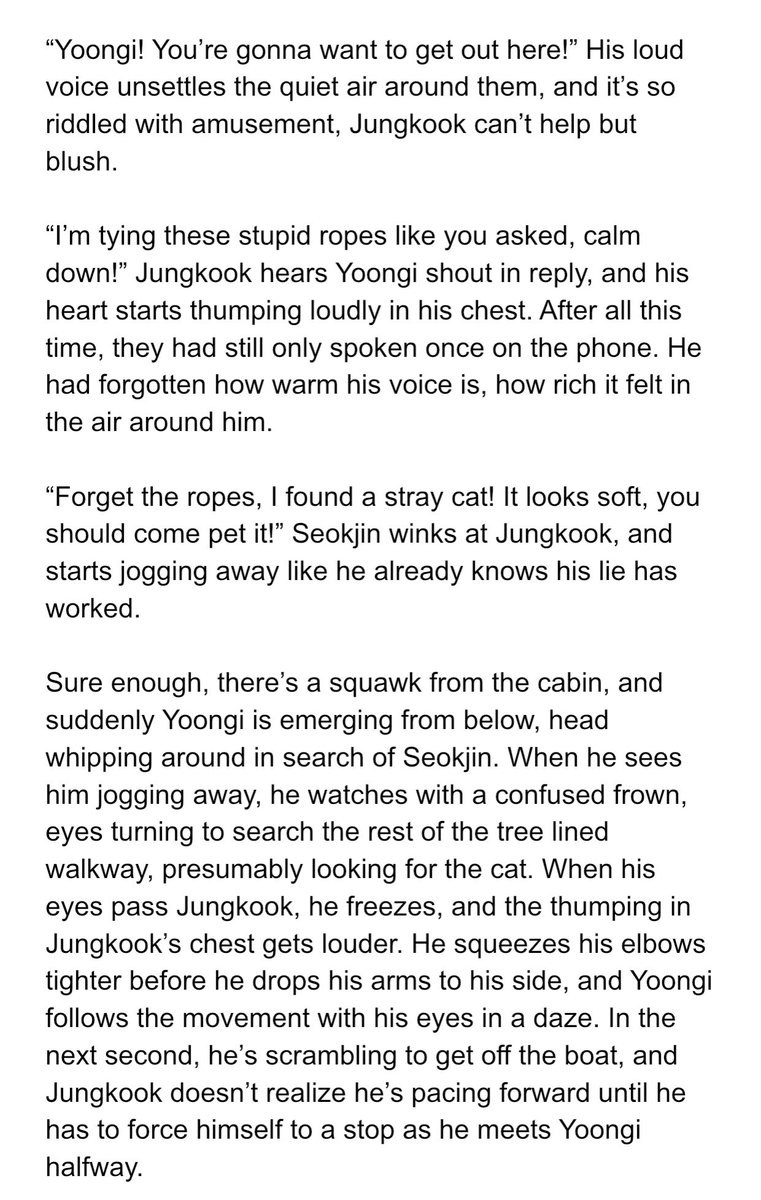 “Yoongi! You’re gonna want to get out here!” His loud
voice unsettles the quiet air around them, and it’s so
riddled with amusement, Jungkook can’t help but
blush.
“I’m tying these stupid ropes like you asked, calm
down!” Jungkook hears Yoongi shout in reply, and his
heart starts thumping loudly in his chest. After all this
time, they had still only spoken once on the phone. He
had forgotten how warm his voice is, how rich it felt in
the air around him.
“Forget the ropes, I found a stray cat! It looks soft, you
should come pet it!” Seokjin winks at Jungkook, and
starts jogging away like he already knows his lie has
worked.
Sure enough, there’s a squawk from the cabin, and
suddenly Yoongi is emerging from below, head
whipping around in search of Seokjin. When he sees
him jogging away, he watches with a confused frown,
eyes turning to search the rest of the tree lined
walkway, presumably looking for the cat. When his
eyes pass Jungkook, he freezes, and the thumping in
Jungkook’s chest gets louder. He squeezes his elbows
tighter before he drops his arms to his side, and Yoongi
follows the movement with his eyes in a daze. In the
next second, he’s scrambling to get off the boat, and
Jungkook doesn’t realize he’s pacing forward until he
has to force himself to a stop as he meets Yoongi
halfway.